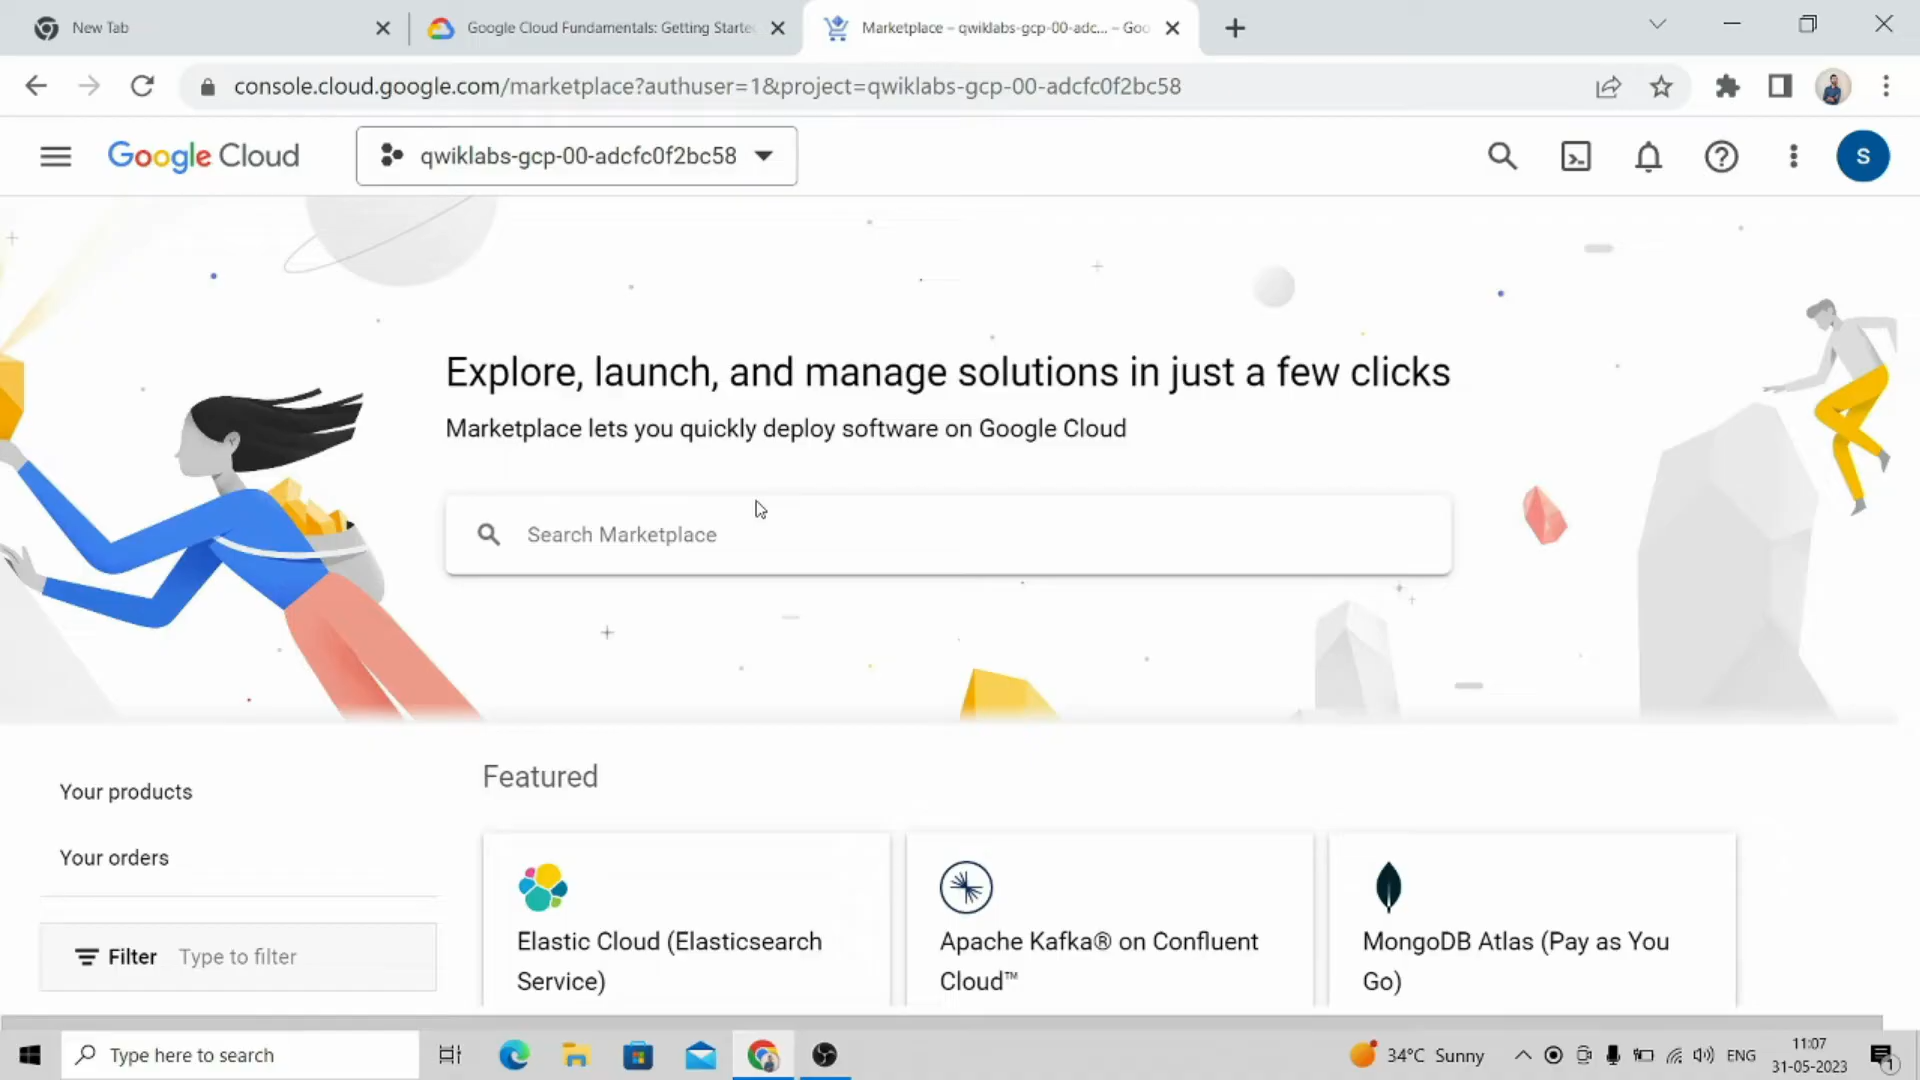 New Tab
Google Cloud Fundamentals: Getting Starte
Marketplace – qwiklabs-gcp-00-adc... – Goo
console.cloud.google.com/marketplace?authuser=1&project=qwiklabs-gcp-00-adcfc0f2bc58
Google Cloud
qwiklabs-gcp-00-adcfc0f2bc58
S
Explore, launch, and manage solutions in just a few clicks
Marketplace lets you quickly deploy software on Google Cloud
Search Marketplace
Your products
Your orders
Filter Type to filter
Featured
Elastic Cloud (Elasticsearch
Service)
Apache Kafka® on Confluent
Cloud™
MongoDB Atlas (Pay as You
Go)
Type here to search
34°C Sunny
ENG
11:07
31-05-2023
1